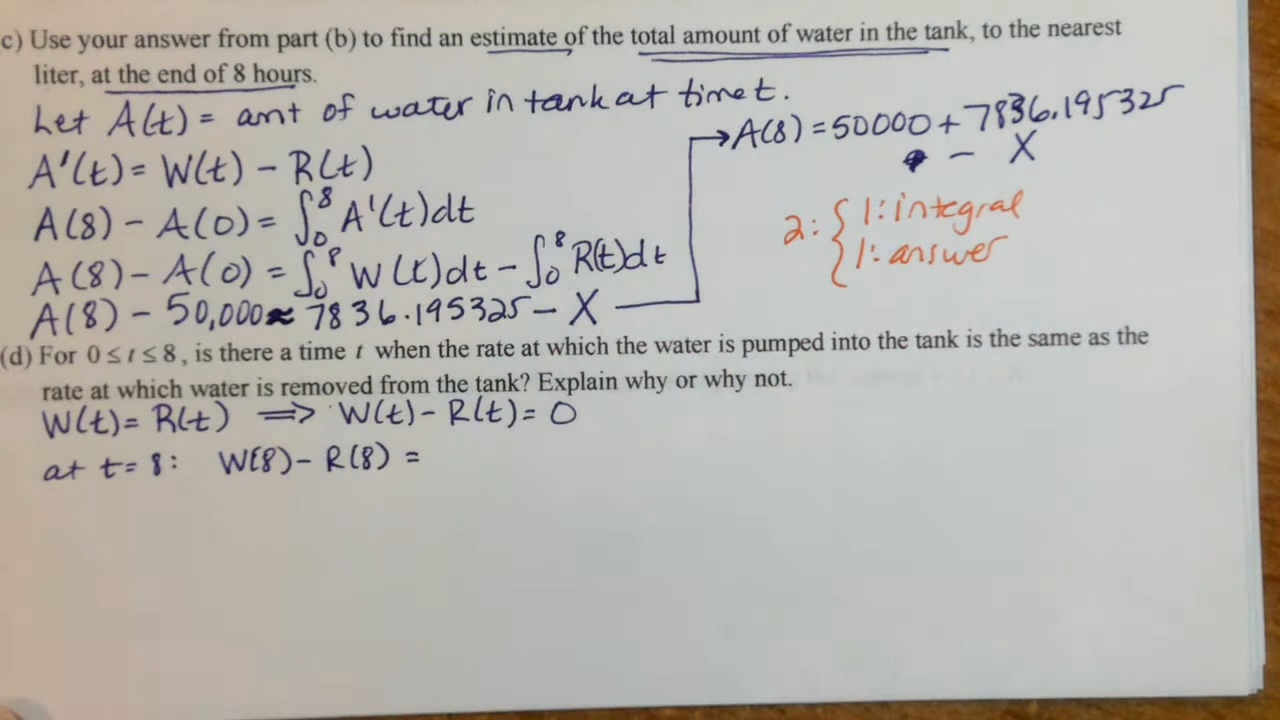 c) Use your answer from part (b) to find an estimate of the total amount of water in the tank, to the nearest
liter, at the end of 8 hours.
Let A(t) = amt of water in tank at time t.
A'(t) = W(t) - R(t)
A(8) - A(0) = ∫₀⁸ A'(t)dt
A(8) - A(0) = ∫₀⁸ W(t)dt - ∫₀⁸ R(t)dt
A(8) - 50,000 ≈ 7836.195325 - X
→ A(8) = 50000 + 7836.195325
- X
2: { 1: integral
1: answer
(d) For 0 ≤ t ≤ 8, is there a time t when the rate at which the water is pumped into the tank is the same as the
rate at which water is removed from the tank? Explain why or why not.
W(t) = R(t) ⟹ W(t) - R(t) = 0
at t = 8: W(8) - R(8) =